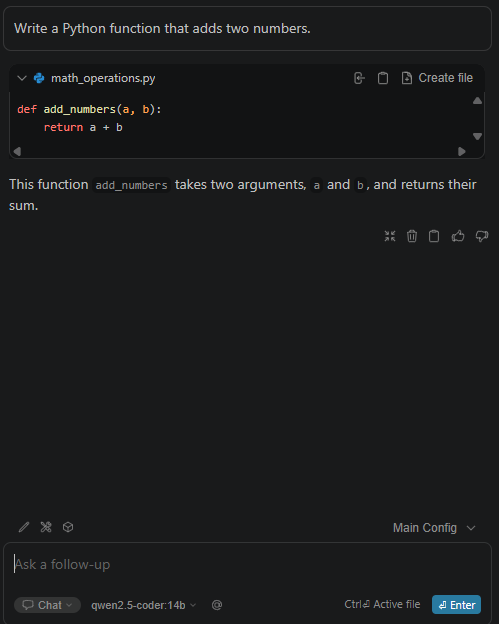 Write a Python function that adds two numbers.
math_operations.py
Create file
def add_numbers(a, b):
    return a + b
This function add_numbers takes two arguments, a and b, and returns their
sum.
Main Config
Ask a follow-up
Chat
qwen2.5-coder:14b
@
Ctrl⏎ Active file
⏎ Enter